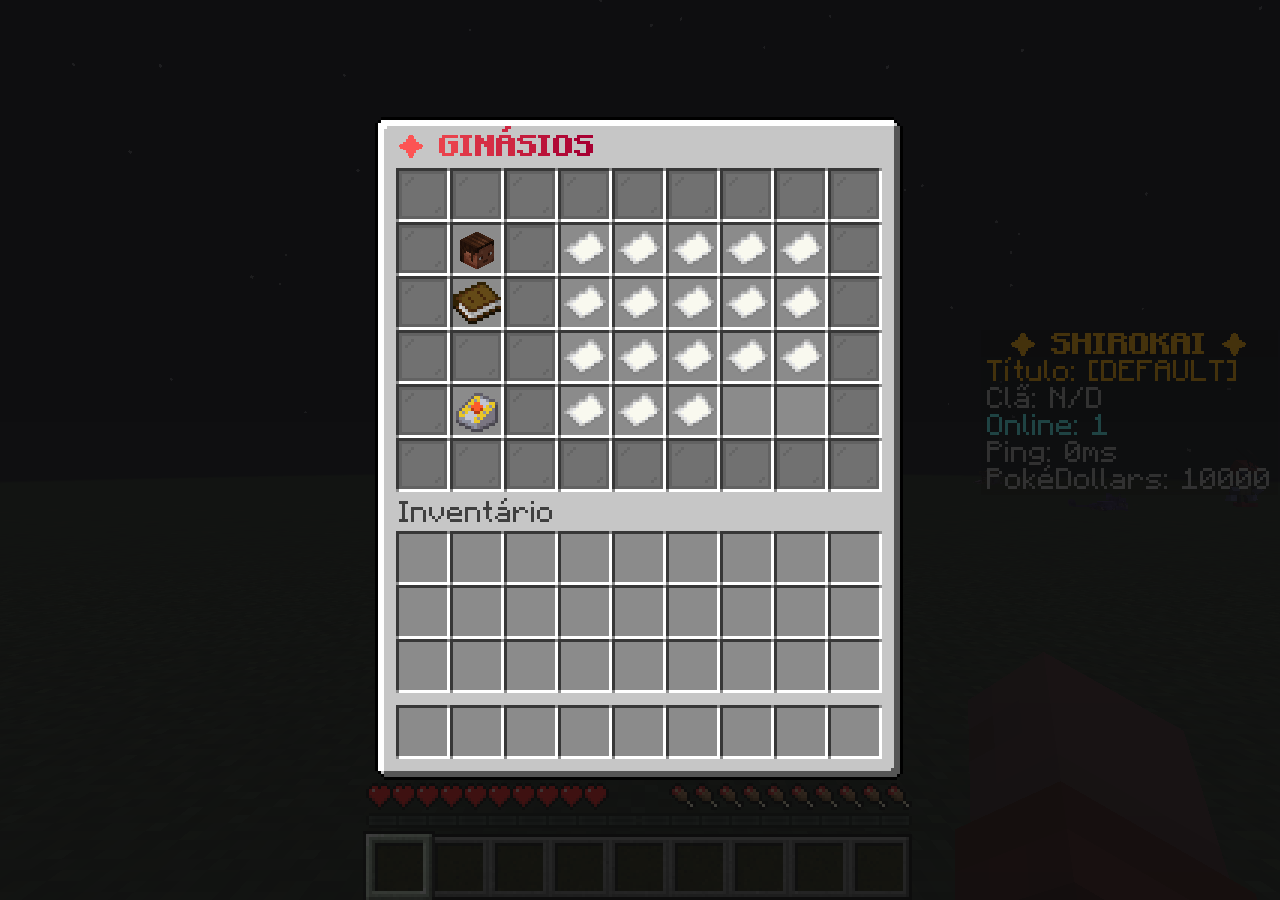 GINÁSIOS
SHIROKAI
Título: [DEFAULT]
Clã: N/D
Online: 1
Ping: 0ms
PokéDollars: 10000
Inventário